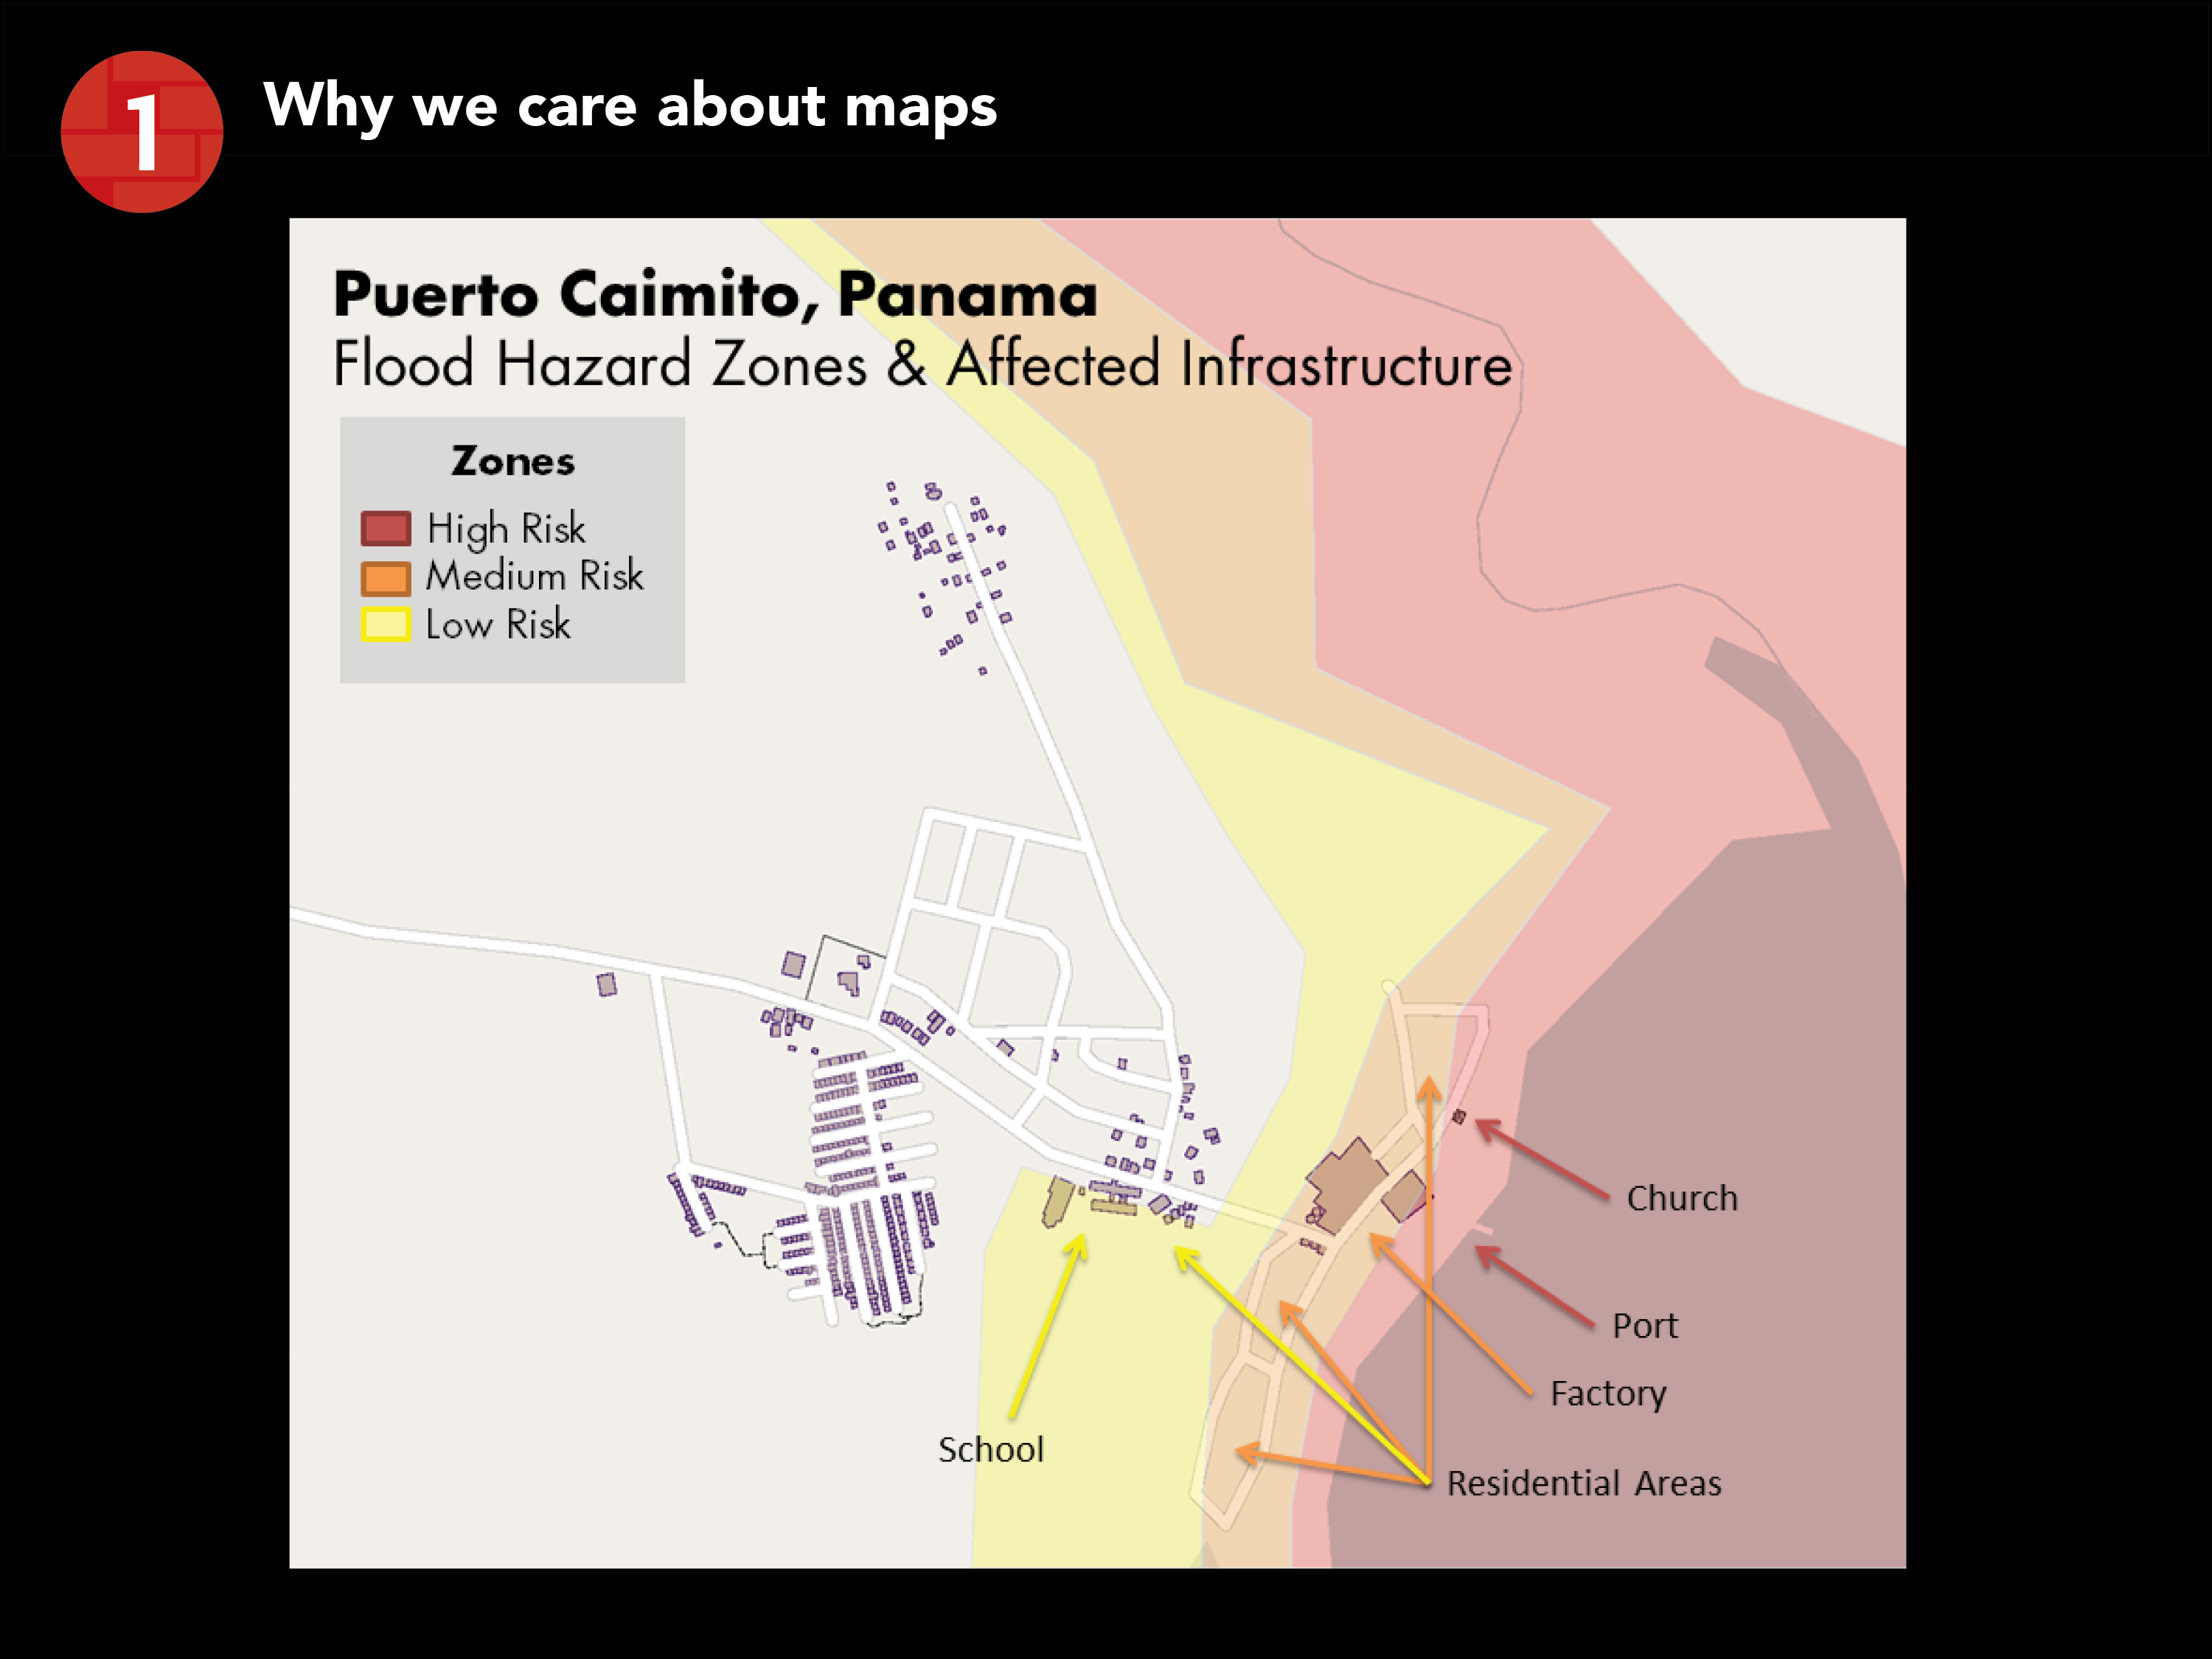 1
Why we care about maps
Puerto Caimito, Panama
Flood Hazard Zones & Affected Infrastructure
Zones
High Risk
Medium Risk
Low Risk
Church
Port
Factory
School
Residential Areas